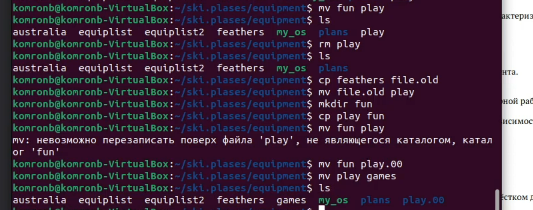 komronb@komronb-VirtualBox:~/ski.plases/equipment$ mv fun play
komronb@komronb-VirtualBox:~/ski.plases/equipment$ ls
australia  equiplist  equiplist2  feathers  my_os  plans  play
komronb@komronb-VirtualBox:~/ski.plases/equipment$ rm play
komronb@komronb-VirtualBox:~/ski.plases/equipment$ ls
australia  equiplist  equiplist2  feathers  my_os  plans
komronb@komronb-VirtualBox:~/ski.plases/equipment$ cp feathers file.old
komronb@komronb-VirtualBox:~/ski.plases/equipment$ mv file.old play
komronb@komronb-VirtualBox:~/ski.plases/equipment$ mkdir fun
komronb@komronb-VirtualBox:~/ski.plases/equipment$ cp play fun
komronb@komronb-VirtualBox:~/ski.plases/equipment$ mv fun play
mv: невозможно перезаписать поверх файла 'play', не являющегося каталогом, катал
ог 'fun'
komronb@komronb-VirtualBox:~/ski.plases/equipment$ mv fun play.00
komronb@komronb-VirtualBox:~/ski.plases/equipment$ mv play games
komronb@komronb-VirtualBox:~/ski.plases/equipment$ ls
australia  equiplist  equiplist2  feathers  games  my_os  plans  play.00
komronb@komronb-VirtualBox:~/ski.plases/equipment$
актериз
нта.
ной раб
исимос
стком д